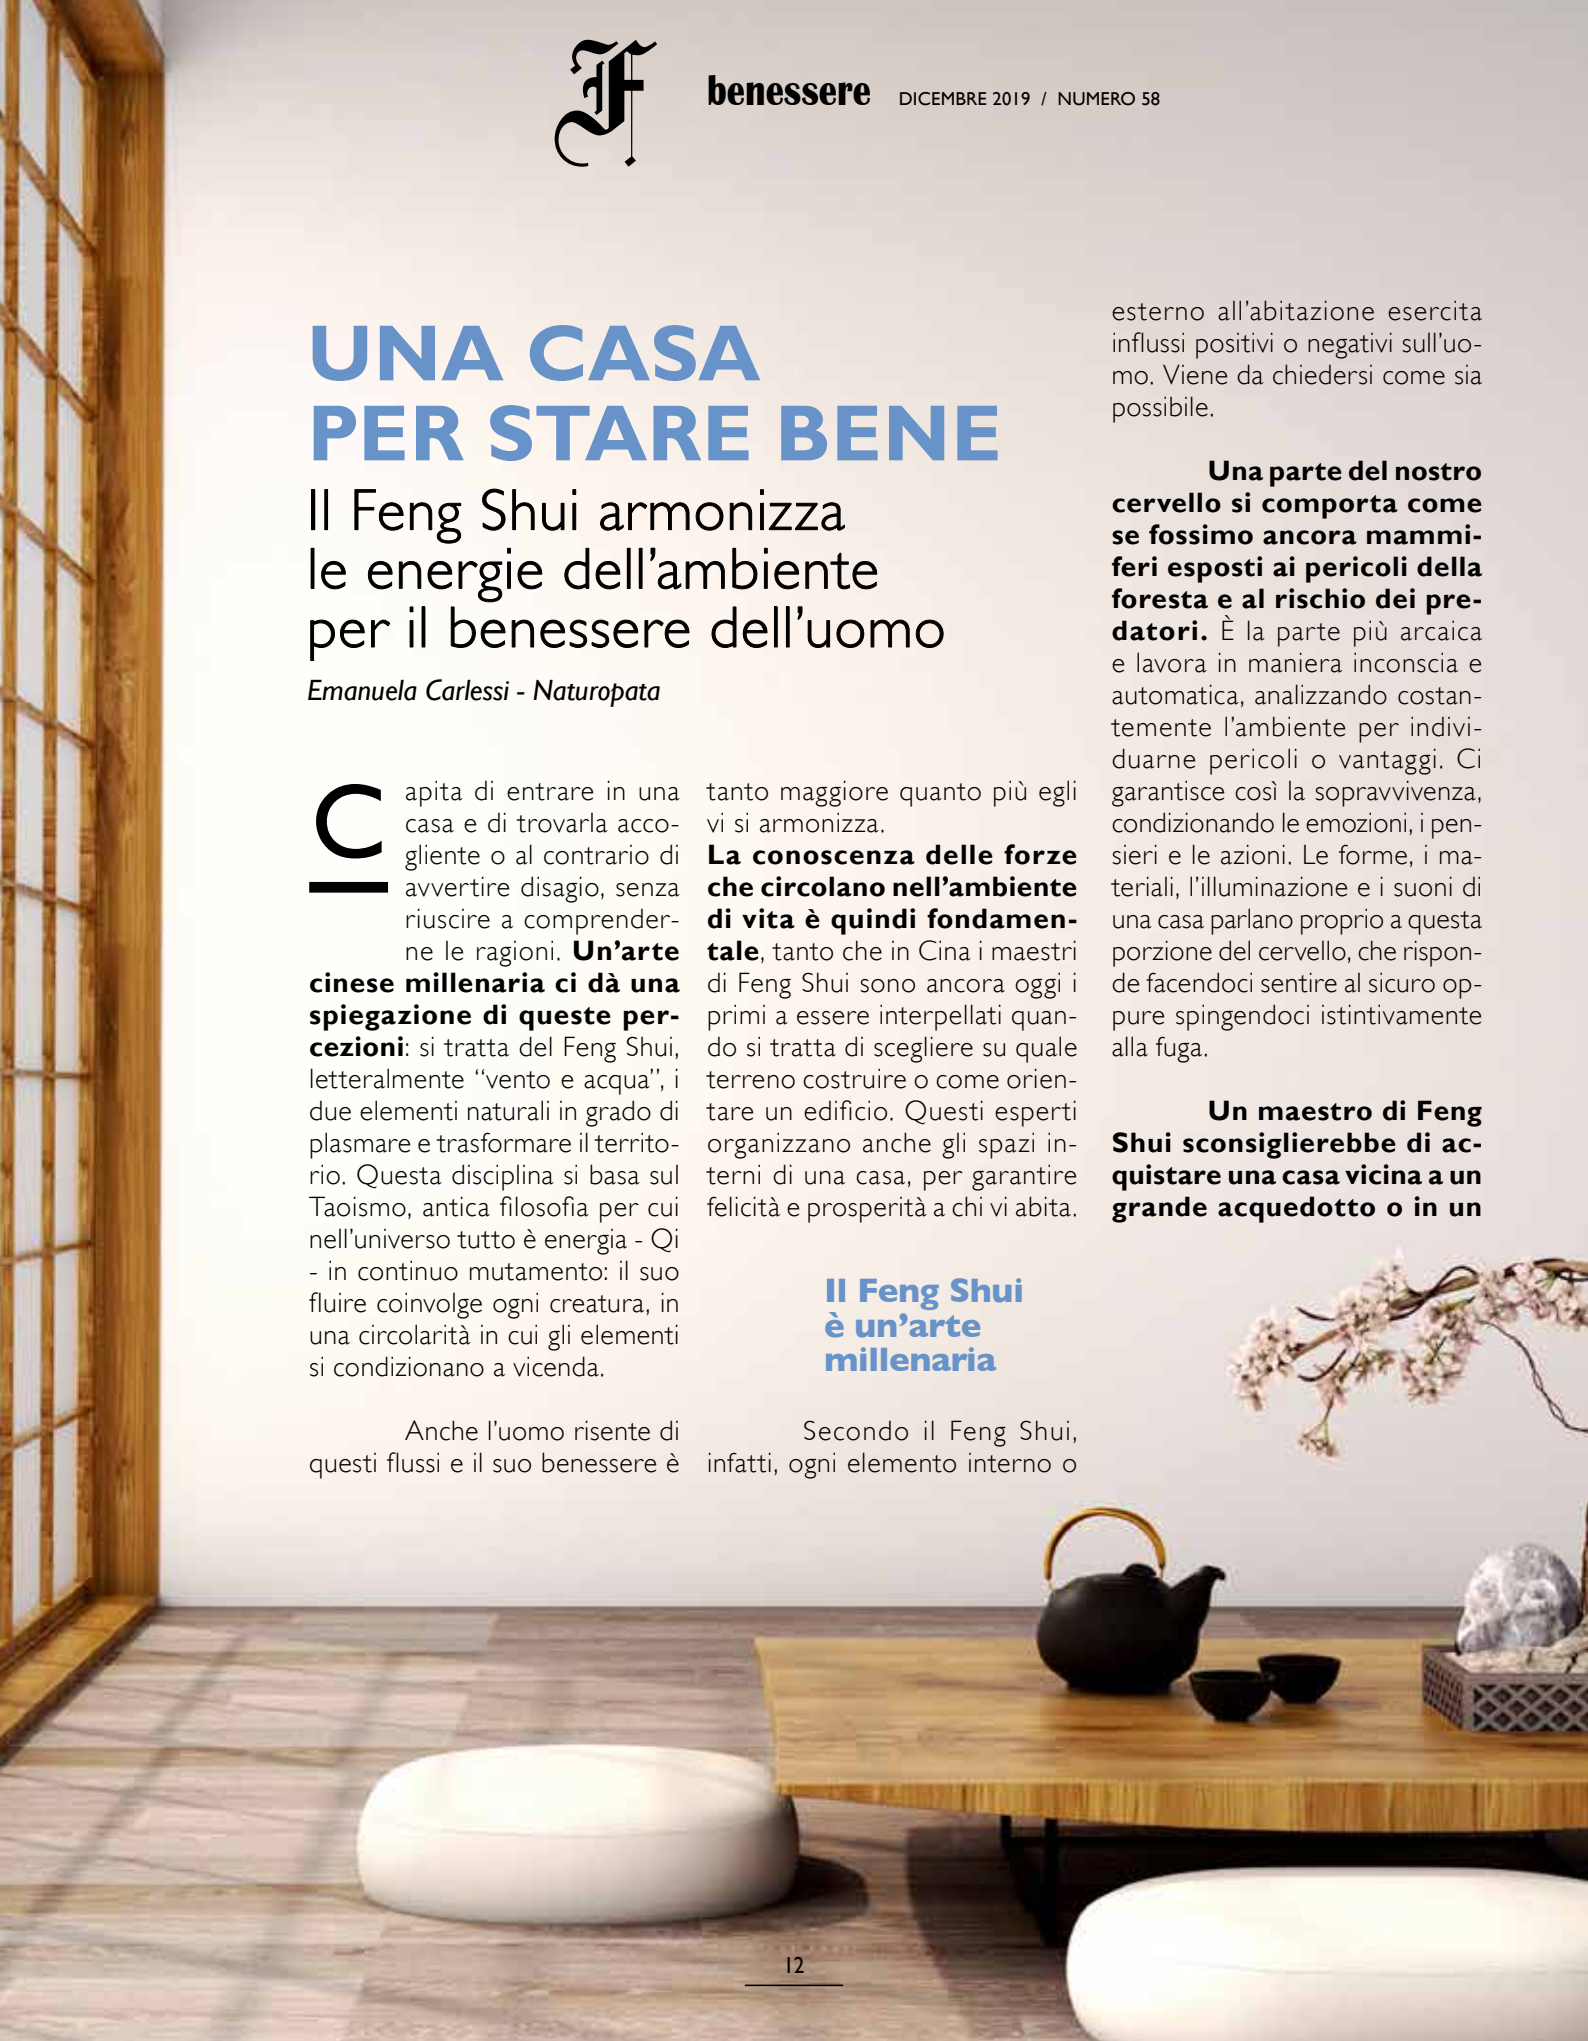 F
benessere DICEMBRE 2019 / NUMERO 58
UNA CASA
PER STARE BENE
Il Feng Shui armonizza
le energie dell’ambiente
per il benessere dell’uomo
Emanuela Carlessi - Naturopata
Capita di entrare in una
casa e di trovarla acco-
gliente o al contrario di
avvertire disagio, senza
riuscire a comprender-
ne le ragioni. Un’arte
cinese millenaria ci dà una
spiegazione di queste per-
cezioni: si tratta del Feng Shui,
letteralmente “vento e acqua”, i
due elementi naturali in grado di
plasmare e trasformare il territo-
rio. Questa disciplina si basa sul
Taoismo, antica filosofia per cui
nell’universo tutto è energia - Qi
- in continuo mutamento: il suo
fluire coinvolge ogni creatura, in
una circolarità in cui gli elementi
si condizionano a vicenda.
Anche l’uomo risente di
questi flussi e il suo benessere è
tanto maggiore quanto più egli
vi si armonizza.
La conoscenza delle forze
che circolano nell’ambiente
di vita è quindi fondamen-
tale, tanto che in Cina i maestri
di Feng Shui sono ancora oggi i
primi a essere interpellati quan-
do si tratta di scegliere su quale
terreno costruire o come orien-
tare un edificio. Questi esperti
organizzano anche gli spazi in-
terni di una casa, per garantire
felicità e prosperità a chi vi abita.
Il Feng Shui
è un’arte
millenaria
Secondo il Feng Shui,
infatti, ogni elemento interno o
esterno all’abitazione esercita
influssi positivi o negativi sull’uo-
mo. Viene da chiedersi come sia
possibile.
Una parte del nostro
cervello si comporta come
se fossimo ancora mammi-
feri esposti ai pericoli della
foresta e al rischio dei pre-
datori. È la parte più arcaica
e lavora in maniera inconscia e
automatica, analizzando costan-
temente l’ambiente per indivi-
duarne pericoli o vantaggi. Ci
garantisce così la sopravvivenza,
condizionando le emozioni, i pen-
sieri e le azioni. Le forme, i ma-
teriali, l’illuminazione e i suoni di
una casa parlano proprio a questa
porzione del cervello, che rispon-
de facendoci sentire al sicuro op-
pure spingendoci istintivamente
alla fuga.
Un maestro di Feng
Shui sconsiglierebbe di ac-
quistare una casa vicina a un
grande acquedotto o in un
12